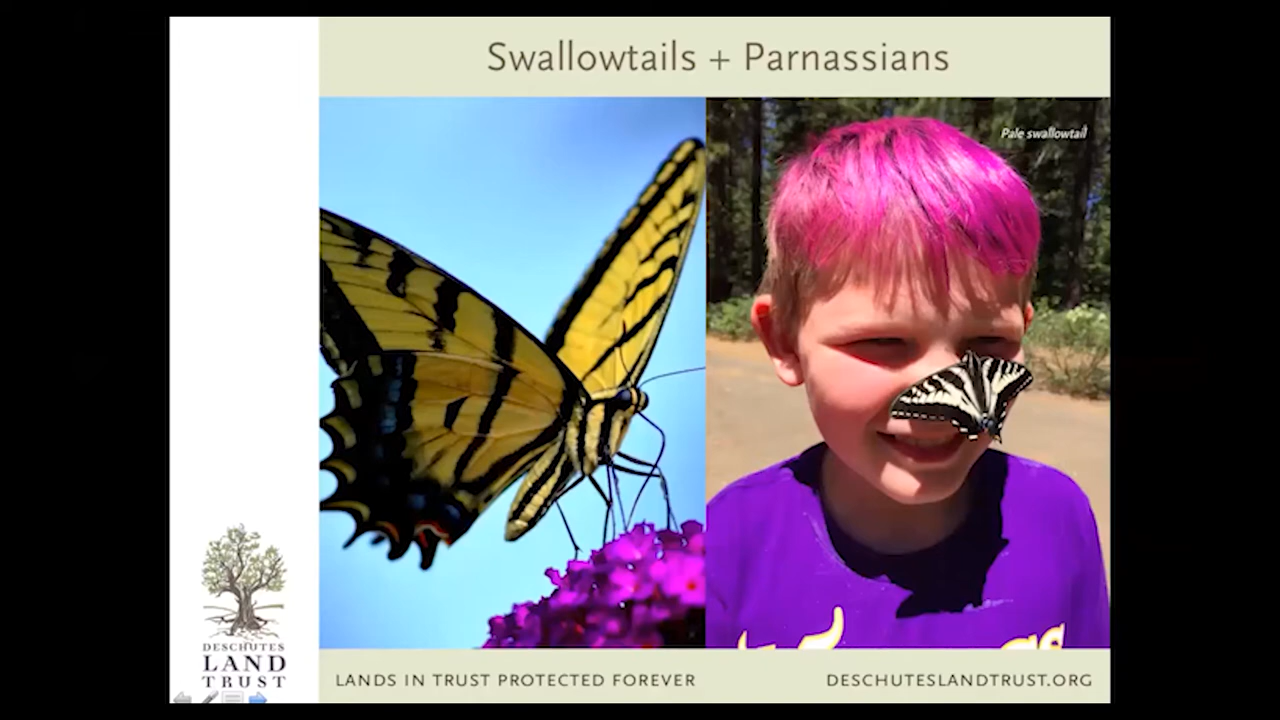 Swallowtails + Parnassians
Pale swallowtail
DESCHUTES
LAND
TRUST
LANDS IN TRUST PROTECTED FOREVER
DESCHUTESLANDTRUST.ORG